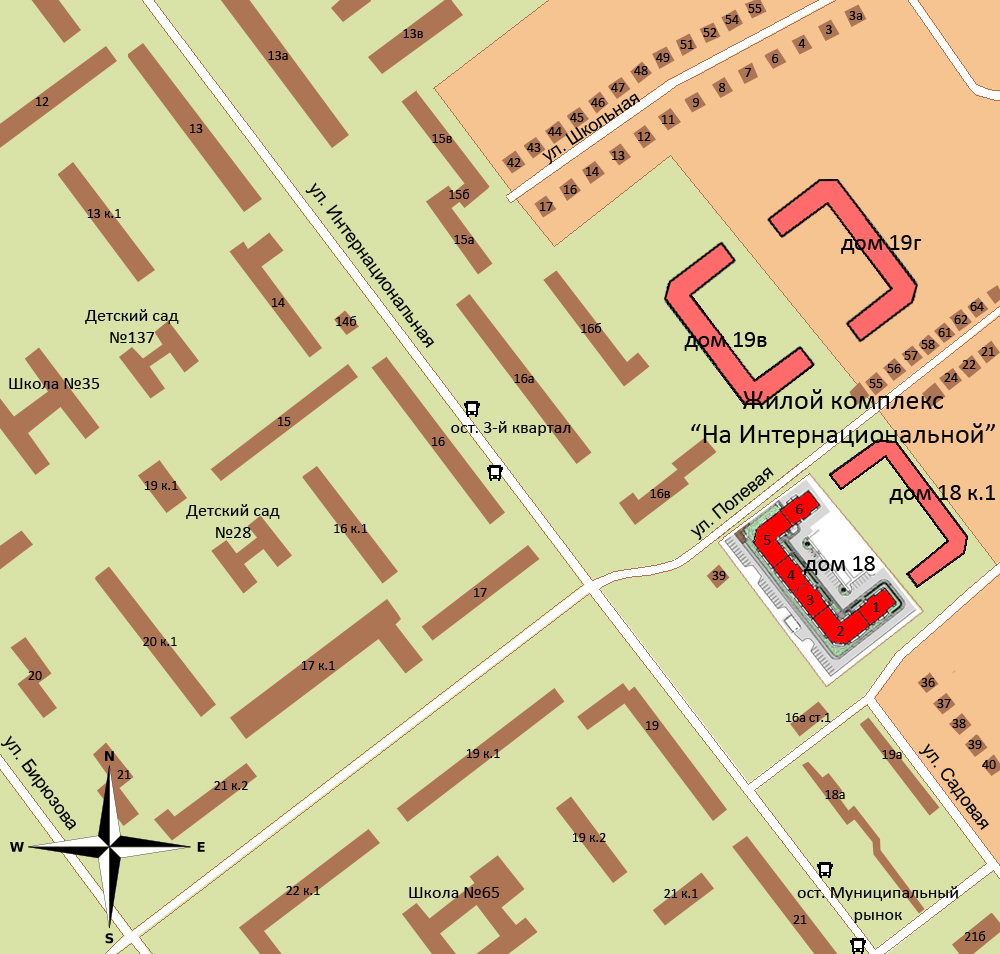 55
54
52
51
49
48
47
46
45
44
43
42
3а
3
4
6
7
8
9
11
12
13
14
16
17
ул. Школьная
13в
13а
12
13
15в
15б
15а
13 к.1
14
14б
ул. Интернациональная
16б
16а
Детский сад
№137
Школа №35
15
16
ост. 3-й квартал
дом 19г
дом 19в
64
62
61
58
57
56
55
21
22
24
Жилой комплекс
“На Интернациональной”
19 к.1
Детский сад
№28
16 к.1
16в
ул. Полевая
дом 18 к.1
дом 18
6
5
4
3
2
1
39
17
20 к.1
17 к.1
20
ул. Бирюзова
21
21 к.2
19 к.1
19
16а ст.1
36
37
38
39
40
19а
ул. Садовая
18а
19 к.2
22 к.1
Школа №65
21 к.1
21
ост. Муниципальный
рынок
21б
N
W
E
S